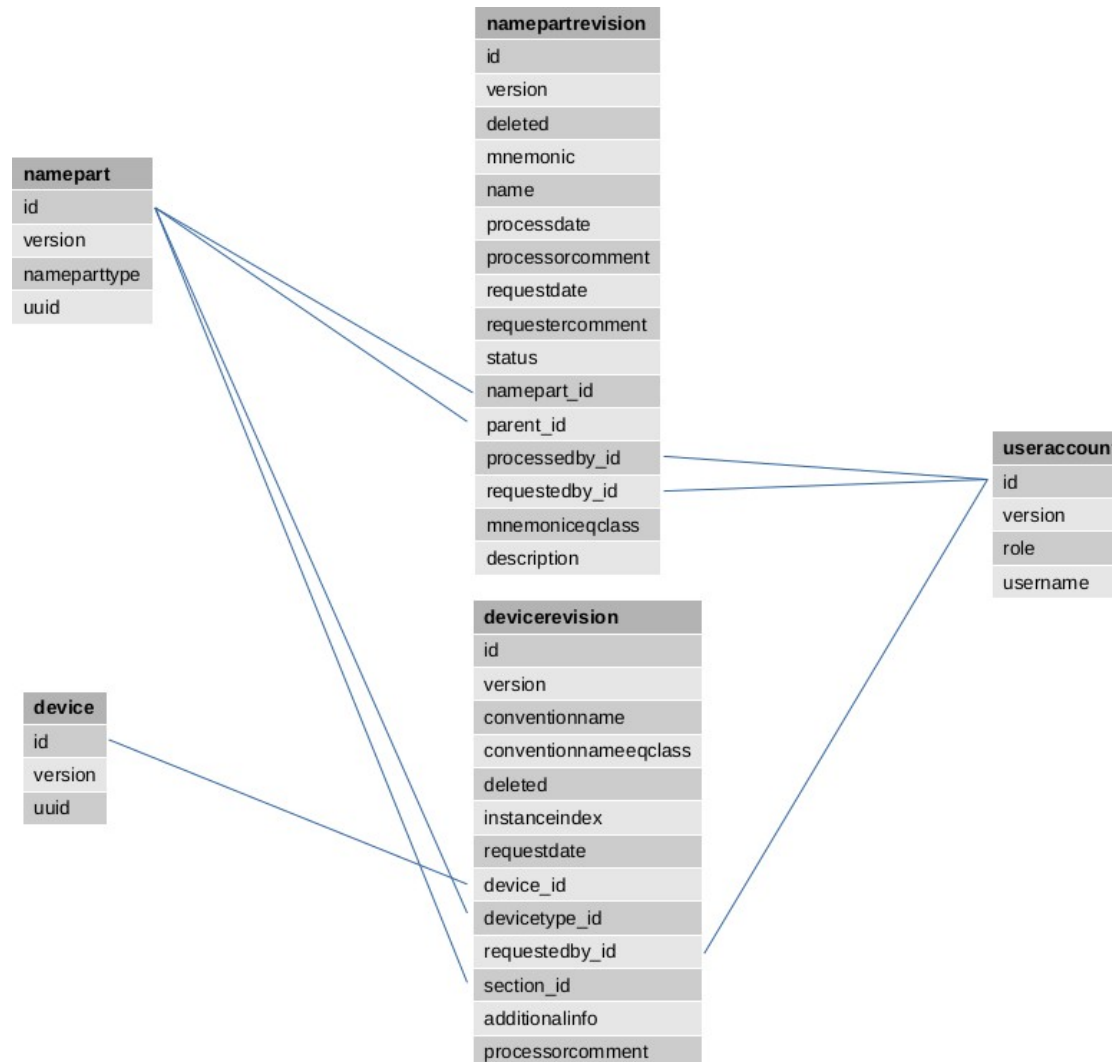 namepartrevision
id
version
deleted
mnemonic
name
processdate
processorcomment
requestdate
requestercomment
status
namepart_id
parent_id
processedby_id
requestedby_id
mnemoniceqclass
description
namepart
id
version
nameparttype
uuid
useraccoun
id
version
role
username
devicerevision
id
version
conventionname
conventionnameeqclass
deleted
instanceindex
requestdate
device_id
devicetype_id
requestedby_id
section_id
additionalinfo
processorcomment
device
id
version
uuid